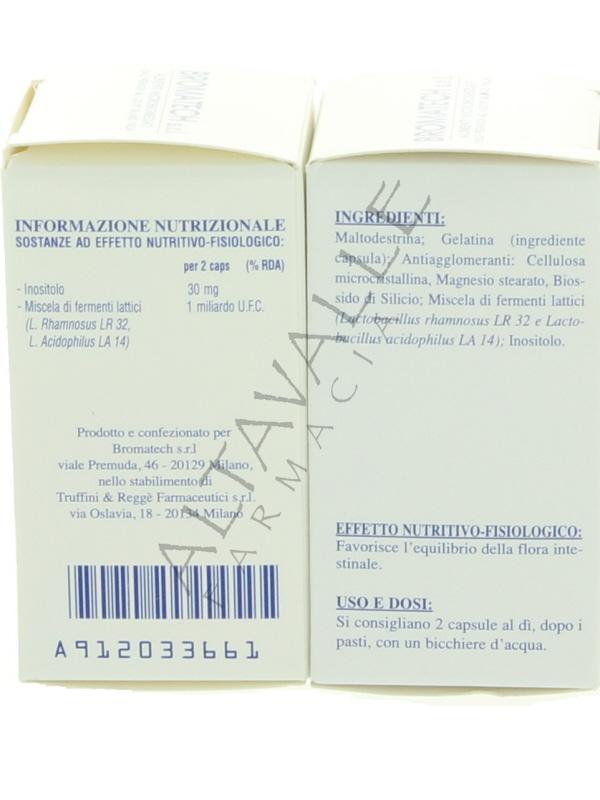 BROMATECH s.r.l.
BROMATECH s.r.l.
INFORMAZIONE NUTRIZIONALE
SOSTANZE AD EFFETTO NUTRITIVO-FISIOLOGICO:
per 2 caps (% RDA)
- Inositolo 30 mg
- Miscela di fermenti lattici 1 miliardo U.F.C.
(L. Rhamnosus LR 32,
L. Acidophilus LA 14)
Prodotto e confezionato per
Bromatech s.r.l
viale Premuda, 46 - 20129 Milano,
nello stabilimento di
Truffini & Reggè Farmaceutici s.r.l.
via Oslavia, 18 - 20134 Milano
A912033661
INGREDIENTI:
Maltodestrina; Gelatina (ingrediente
capsula); Antiagglomeranti: Cellulosa
microcristallina, Magnesio stearato, Bios-
sido di Silicio; Miscela di fermenti lattici
(Lactobacillus rhamnosus LR 32 e Lacto-
bacillus acidophilus LA 14); Inositolo.
EFFETTO NUTRITIVO-FISIOLOGICO:
Favorisce l'equilibrio della flora inte-
stinale.
USO E DOSI:
Si consigliano 2 capsule al dì, dopo i
pasti, con un bicchiere d'acqua.
ALTAVALLE
FARMACIA